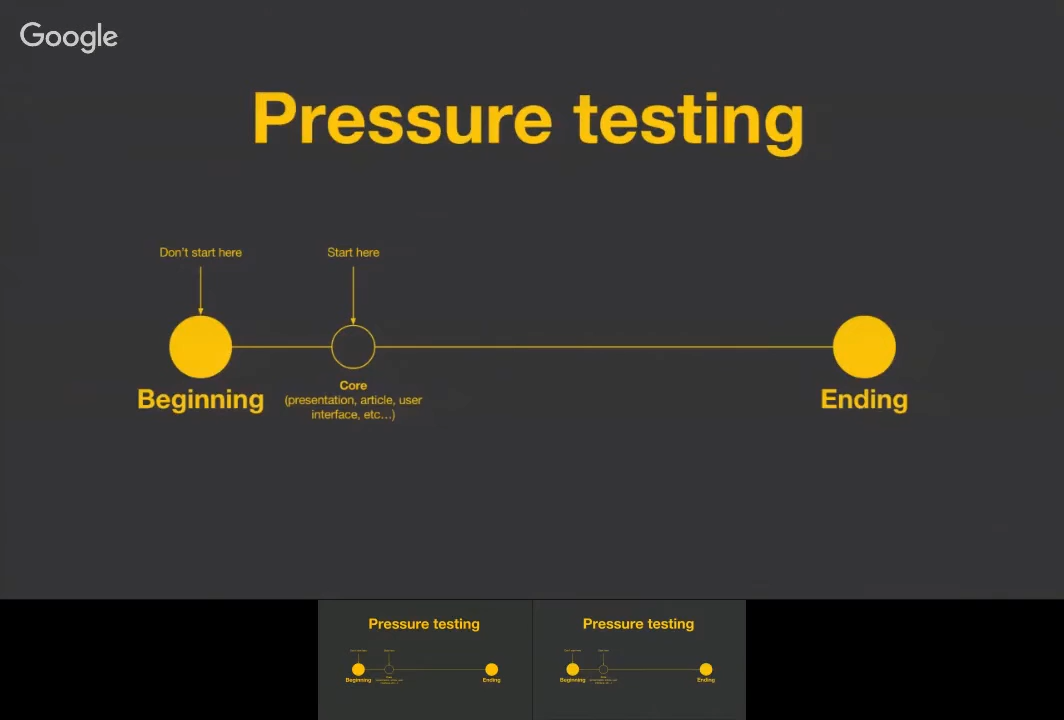 Google
Pressure testing
Don't start here
Start here
Core
(presentation, article, user
interface, etc...)
Beginning
Ending
Pressure testing
Beginning
Ending
Pressure testing
Beginning
Ending